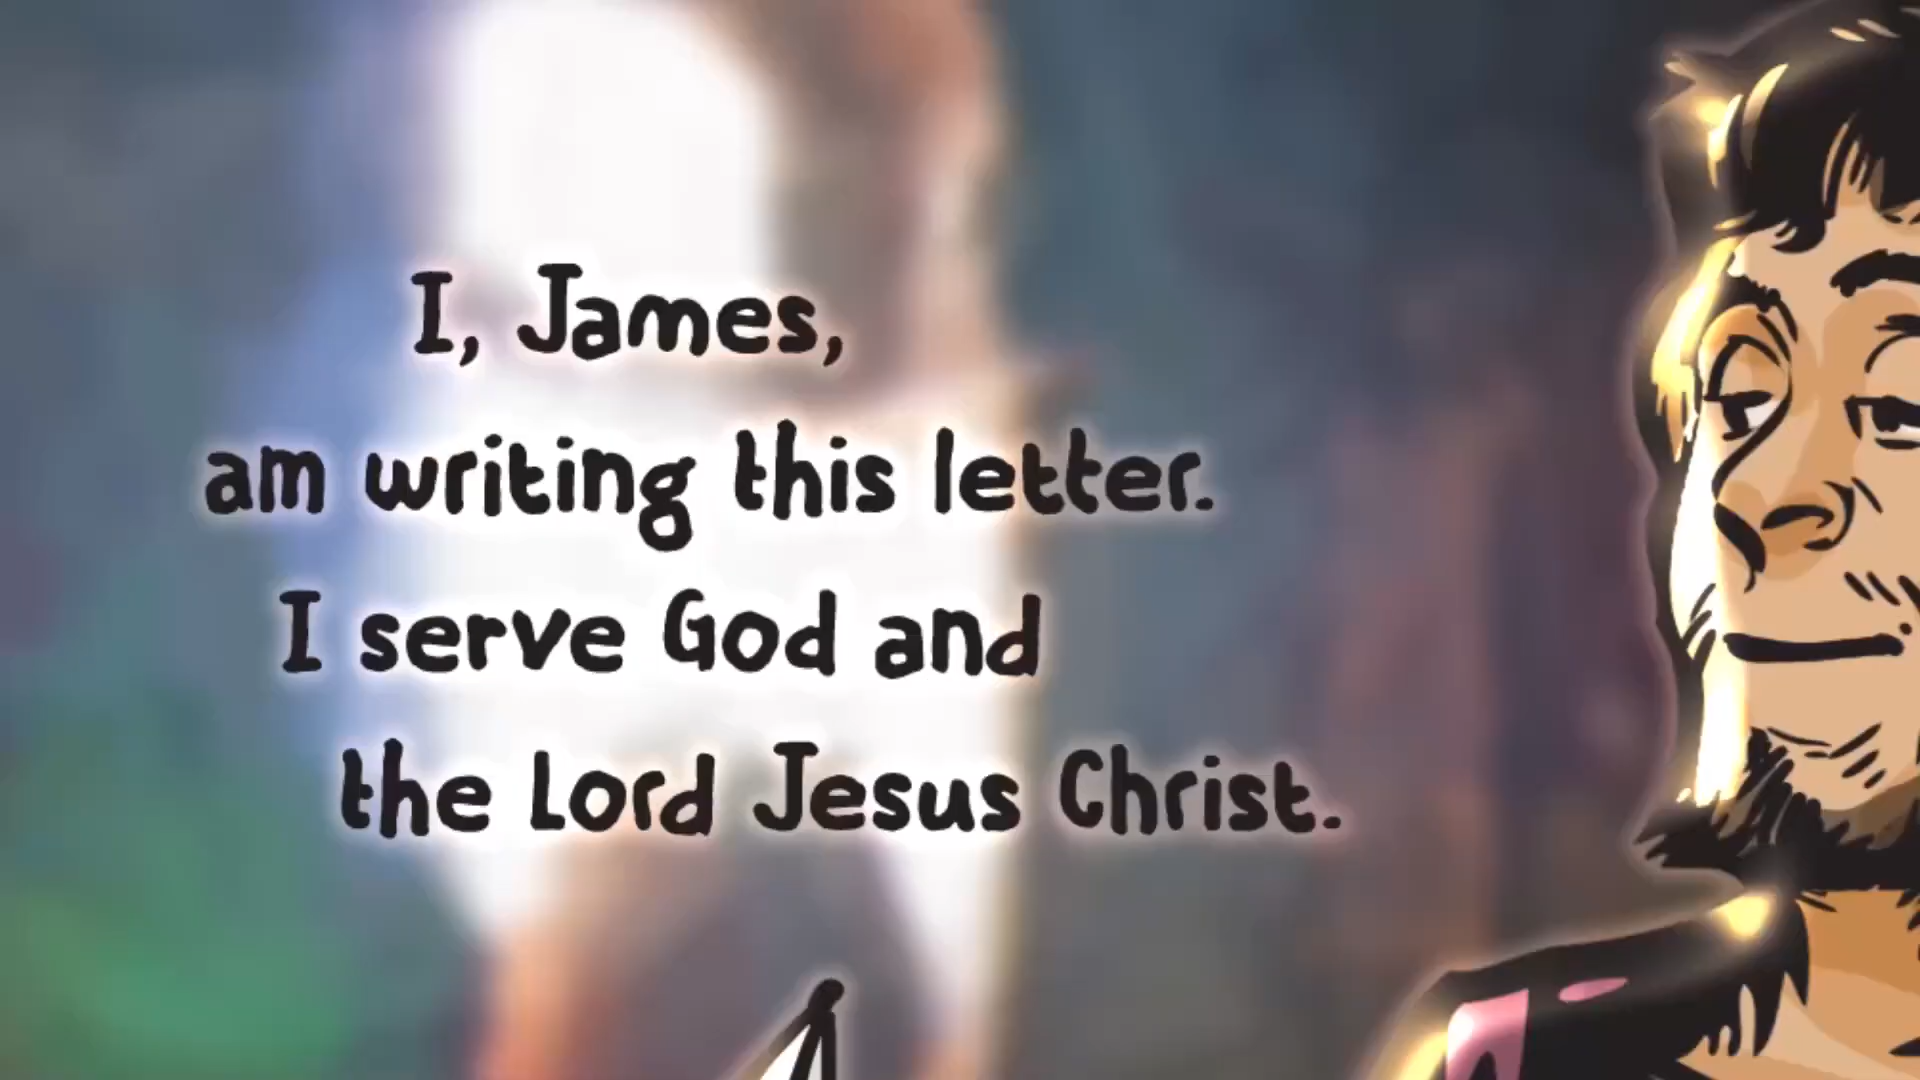 I, James,
am writing this letter.
I serve God and
the Lord Jesus Christ.